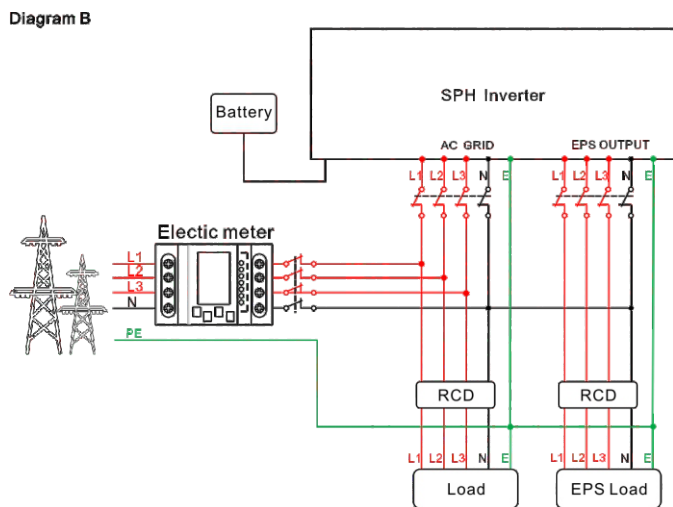 Diagram B
SPH Inverter
Battery
AC GRID
EPS OUTPUT
L1 L2 L3 N E
L1 L2 L3 N E
Electic meter
L1
L2
L3
N
PE
RCD
RCD
L1 L2 L3 N E
L1 L2 L3 N E
Load
EPS Load